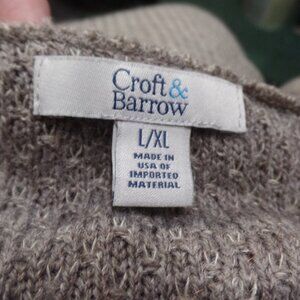 Croft &
Barrow
L/XL
MADE IN
USA OF
IMPORTED
MATERIAL